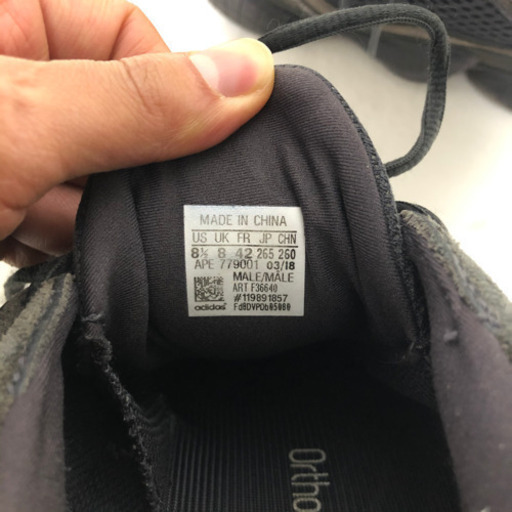 MADE IN CHINA
US UK FR JP CHN
8½ 8 42 265 260
APE 779001 03/18
MALE/MÂLE
ART F36640
#119891857
adidas
Ortho